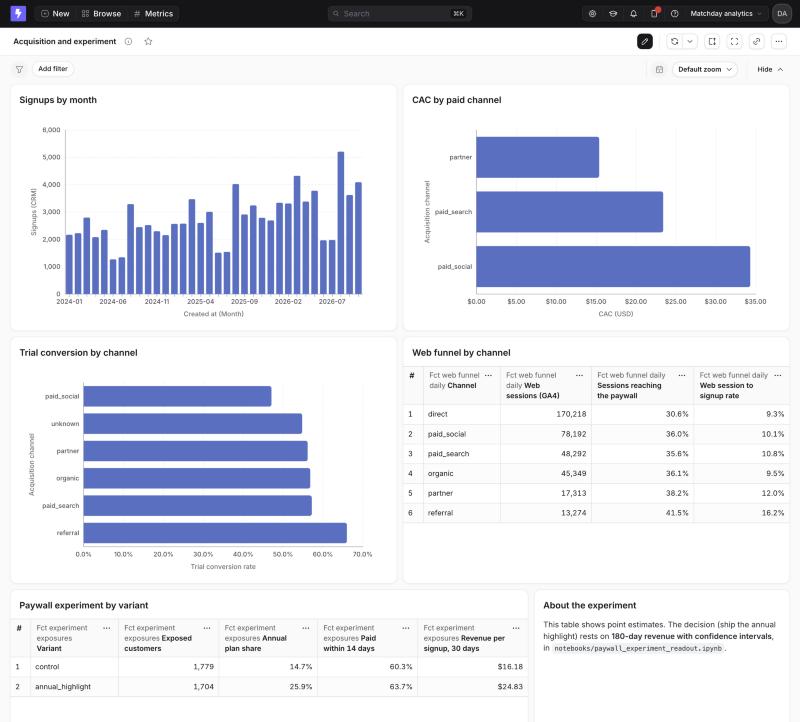 New
Browse
# Metrics
Search
⌘K
Matchday analytics
DA
Acquisition and experiment
Add filter
Default zoom
Hide
Signups by month
6,000
5,000
4,000
3,000
2,000
1,000
0
Signups (CRM)
2024-01
2024-06
2024-11
2025-04
2025-09
2026-02
2026-07
Created at (Month)
CAC by paid channel
Acquisition channel
partner
paid_search
paid_social
$0.00
$5.00
$10.00
$15.00
$20.00
$25.00
$30.00
$35.00
CAC (USD)
Trial conversion by channel
Acquisition channel
paid_social
unknown
partner
organic
paid_search
referral
0.0%
10.0%
20.0%
30.0%
40.0%
50.0%
60.0%
70.0%
Trial conversion rate
Web funnel by channel
#
Fct web funnel
daily Channel
Fct web funnel
daily Web
sessions (GA4)
Fct web funnel daily
Sessions reaching
the paywall
Fct web funnel daily
Web session to
signup rate
1 direct 170,218 30.6% 9.3%
2 paid_social 78,192 36.0% 10.1%
3 paid_search 48,292 35.6% 10.8%
4 organic 45,349 36.1% 9.5%
5 partner 17,313 38.2% 12.0%
6 referral 13,274 41.5% 16.2%
Paywall experiment by variant
#
Fct experiment
exposures
Variant
Fct experiment
exposures Exposed
customers
Fct experiment
exposures Annual
plan share
Fct experiment
exposures Paid
within 14 days
Fct experiment
exposures Revenue per
signup, 30 days
1 control 1,779 14.7% 60.3% $16.18
2 annual_highlight 1,704 25.9% 63.7% $24.83
About the experiment
This table shows point estimates. The decision (ship the annual
highlight) rests on 180-day revenue with confidence intervals,
in notebooks/paywall_experiment_readout.ipynb.